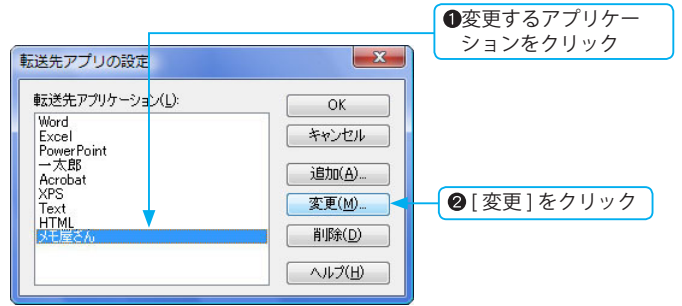 ❶変更するアプリケー
ションをクリック
転送先アプリの設定
転送先アプリケーション(L):
Word
Excel
PowerPoint
一太郎
Acrobat
XPS
Text
HTML
メモ屋さん
OK
キャンセル
追加(A)...
変更(M)...
削除(D)
ヘルプ(H)
❷[変更]をクリック